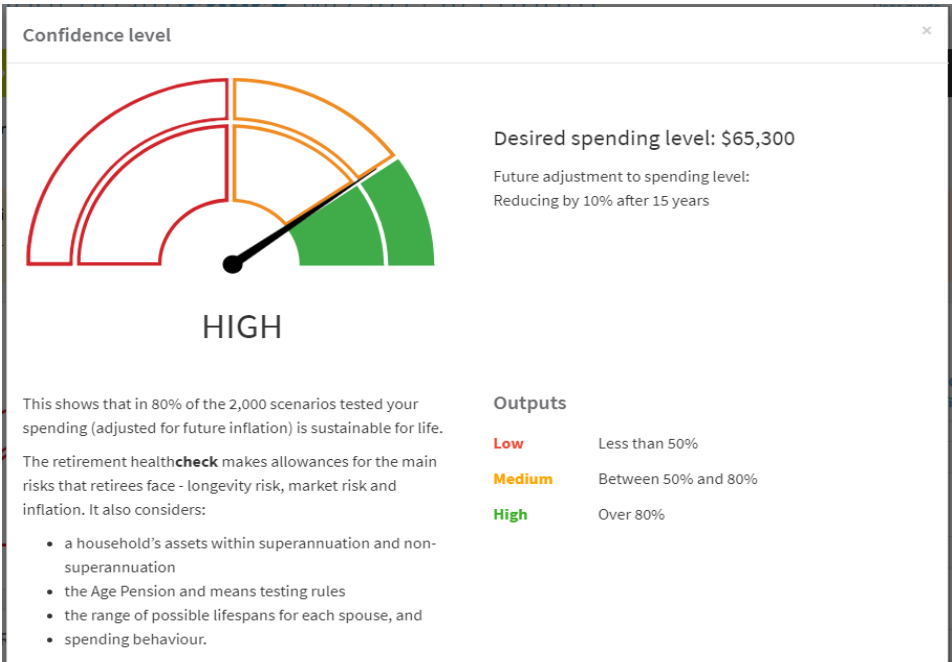 Confidence level
×
Desired spending level: $65,300
Future adjustment to spending level:
Reducing by 10% after 15 years
HIGH
This shows that in 80% of the 2,000 scenarios tested your
spending (adjusted for future inflation) is sustainable for life.
The retirement healthcheck makes allowances for the main
risks that retirees face - longevity risk, market risk and
inflation. It also considers:
• a household’s assets within superannuation and non-
superannuation
• the Age Pension and means testing rules
• the range of possible lifespans for each spouse, and
• spending behaviour.
Outputs
Low Less than 50%
Medium Between 50% and 80%
High Over 80%